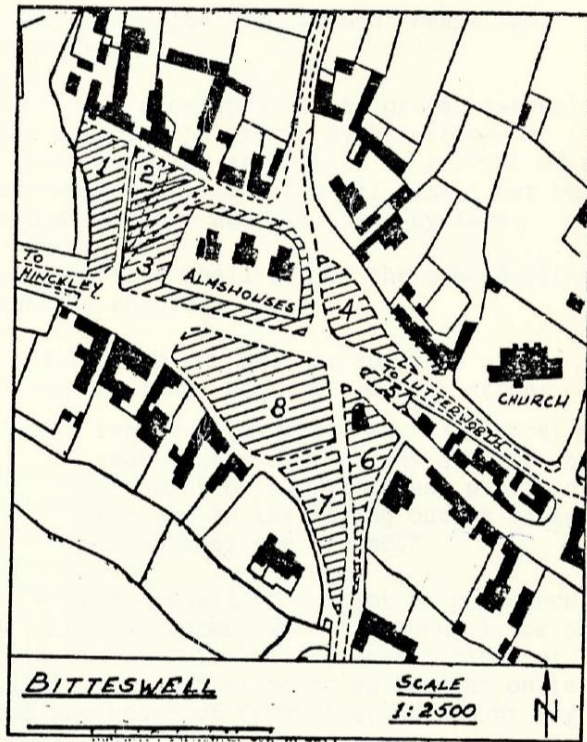 1
2
3
TO
HINCKLEY
ALMSHOUSES
4
TO LUTTERWORTH
(5)
CHURCH
8
6
7
BITTESWELL
SCALE
1:2500
N